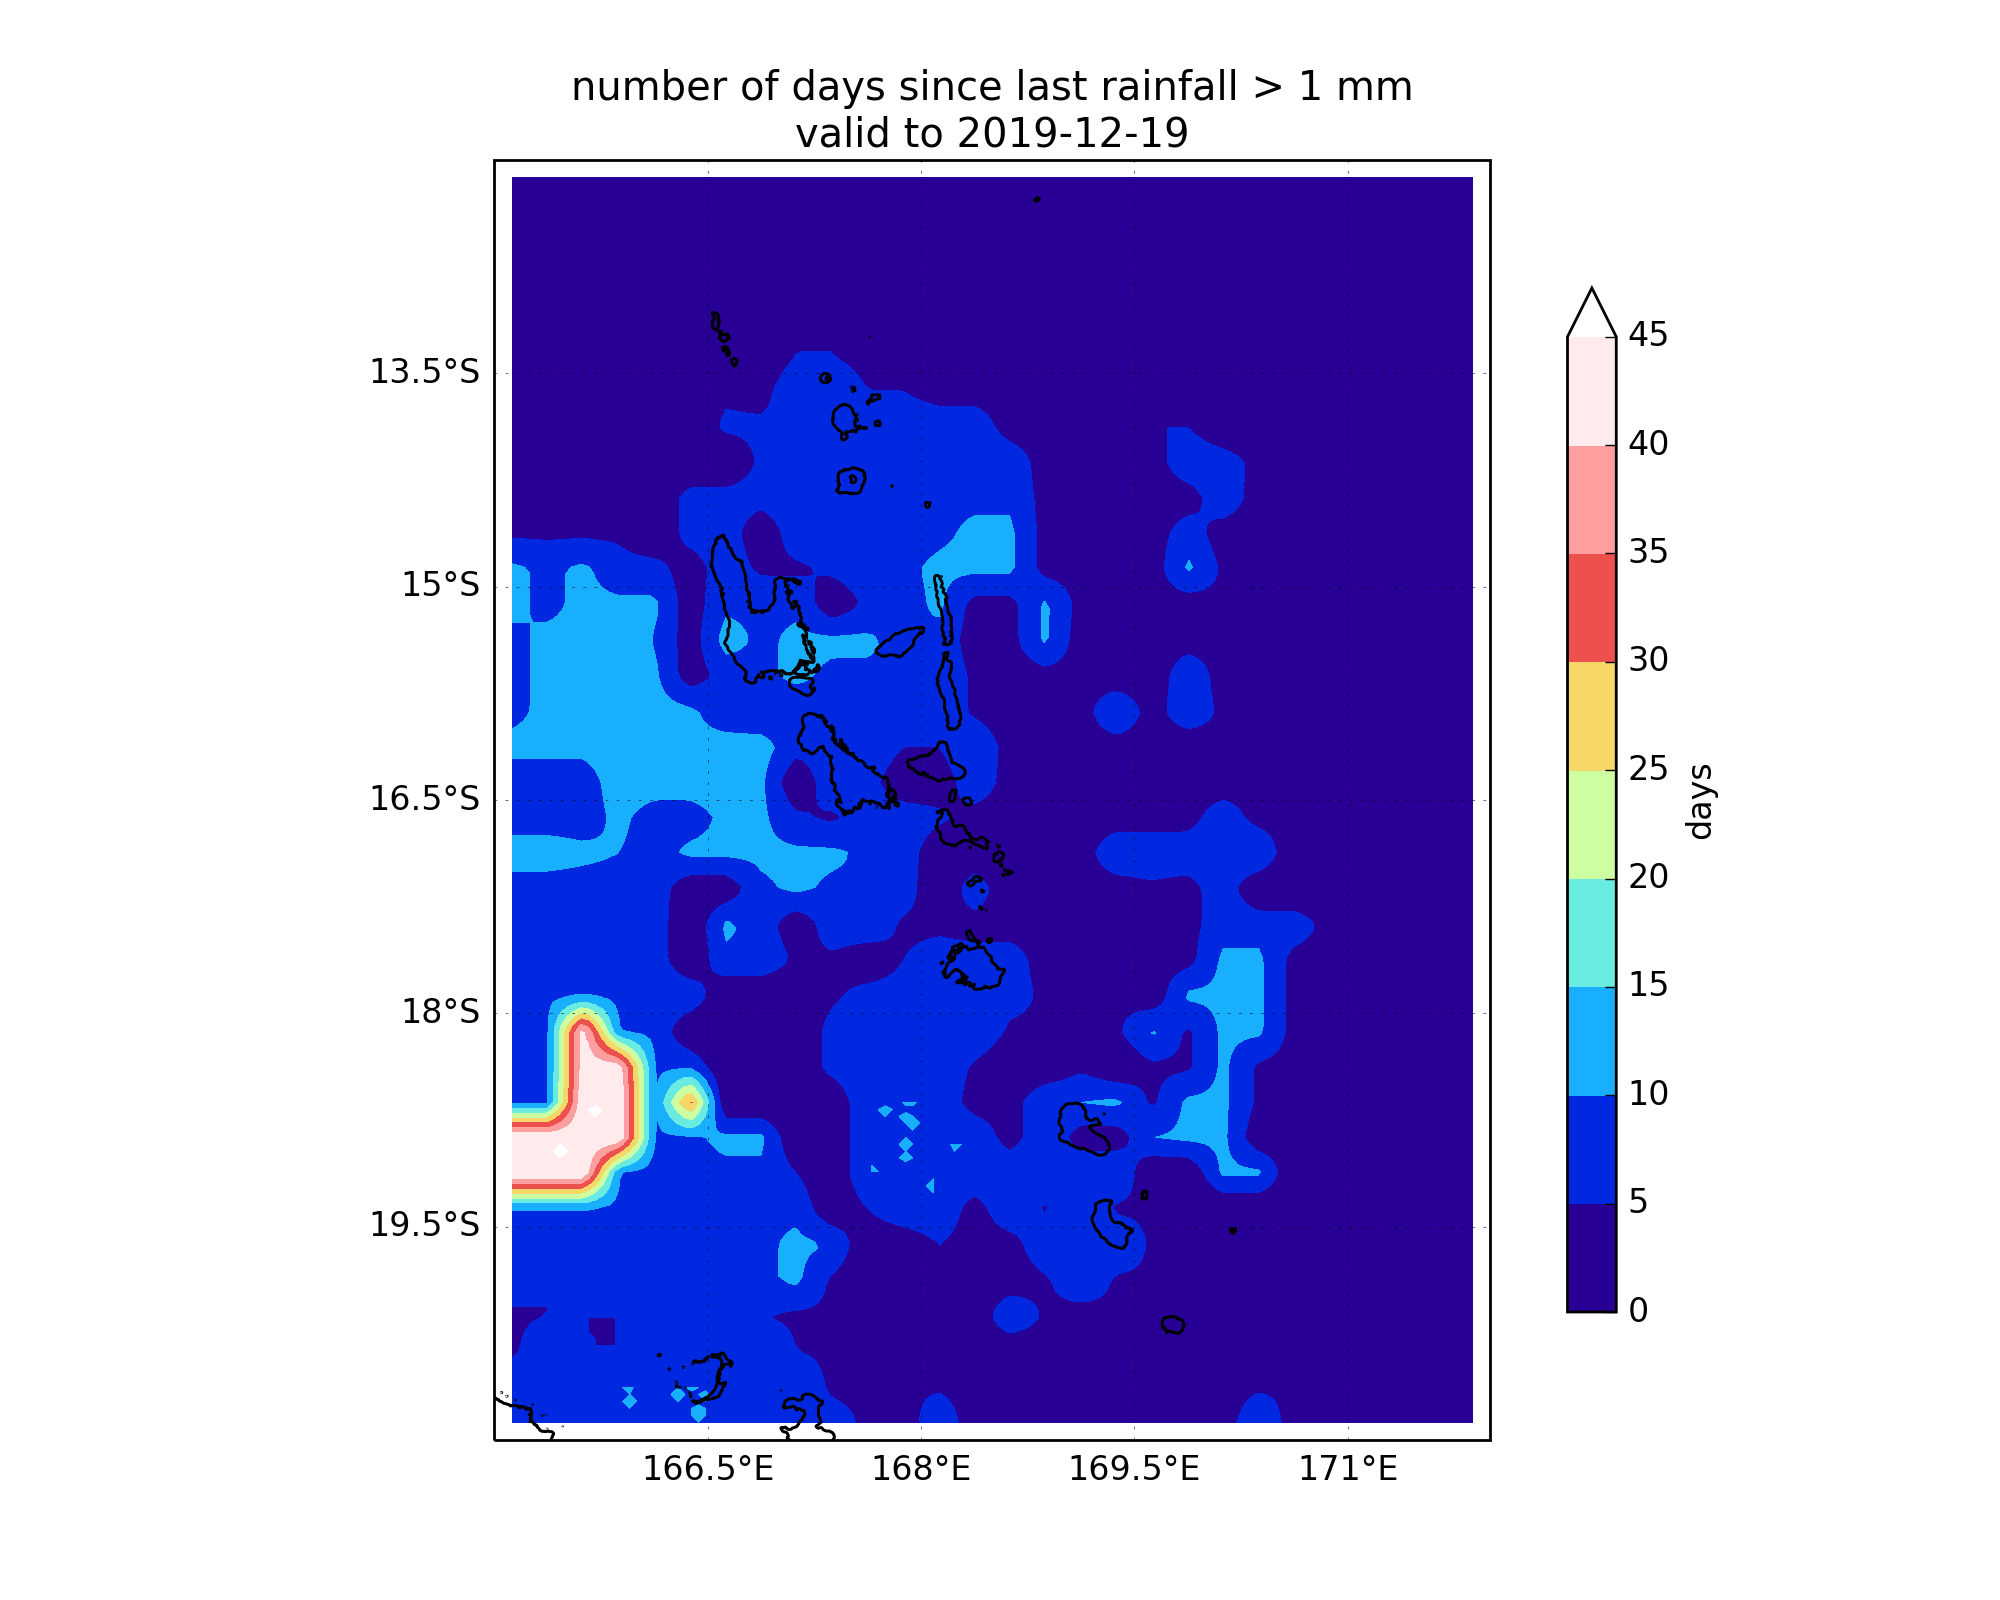 number of days since last rainfall > 1 mm
valid to 2019-12-19
13.5°S
15°S
16.5°S
18°S
19.5°S
166.5°E
168°E
169.5°E
171°E
45
40
35
30
25
20
15
10
5
0
days